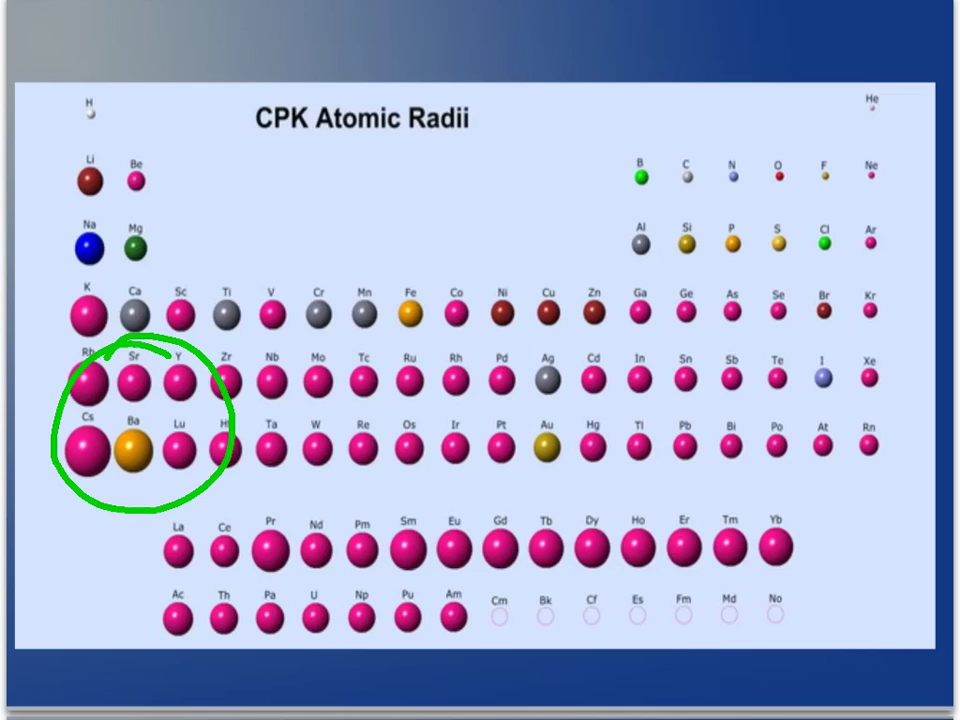 CPK Atomic Radii
H He
Li Be B C N O F Ne
Na Mg Al Si P S Cl Ar
K Ca Sc Ti V Cr Mn Fe Co Ni Cu Zn Ga Ge As Se Br Kr
Rb Sr Y Zr Nb Mo Tc Ru Rh Pd Ag Cd In Sn Sb Te I Xe
Cs Ba Lu Hf Ta W Re Os Ir Pt Au Hg Tl Pb Bi Po At Rn
La Ce Pr Nd Pm Sm Eu Gd Tb Dy Ho Er Tm Yb
Ac Th Pa U Np Pu Am Cm Bk Cf Es Fm Md No